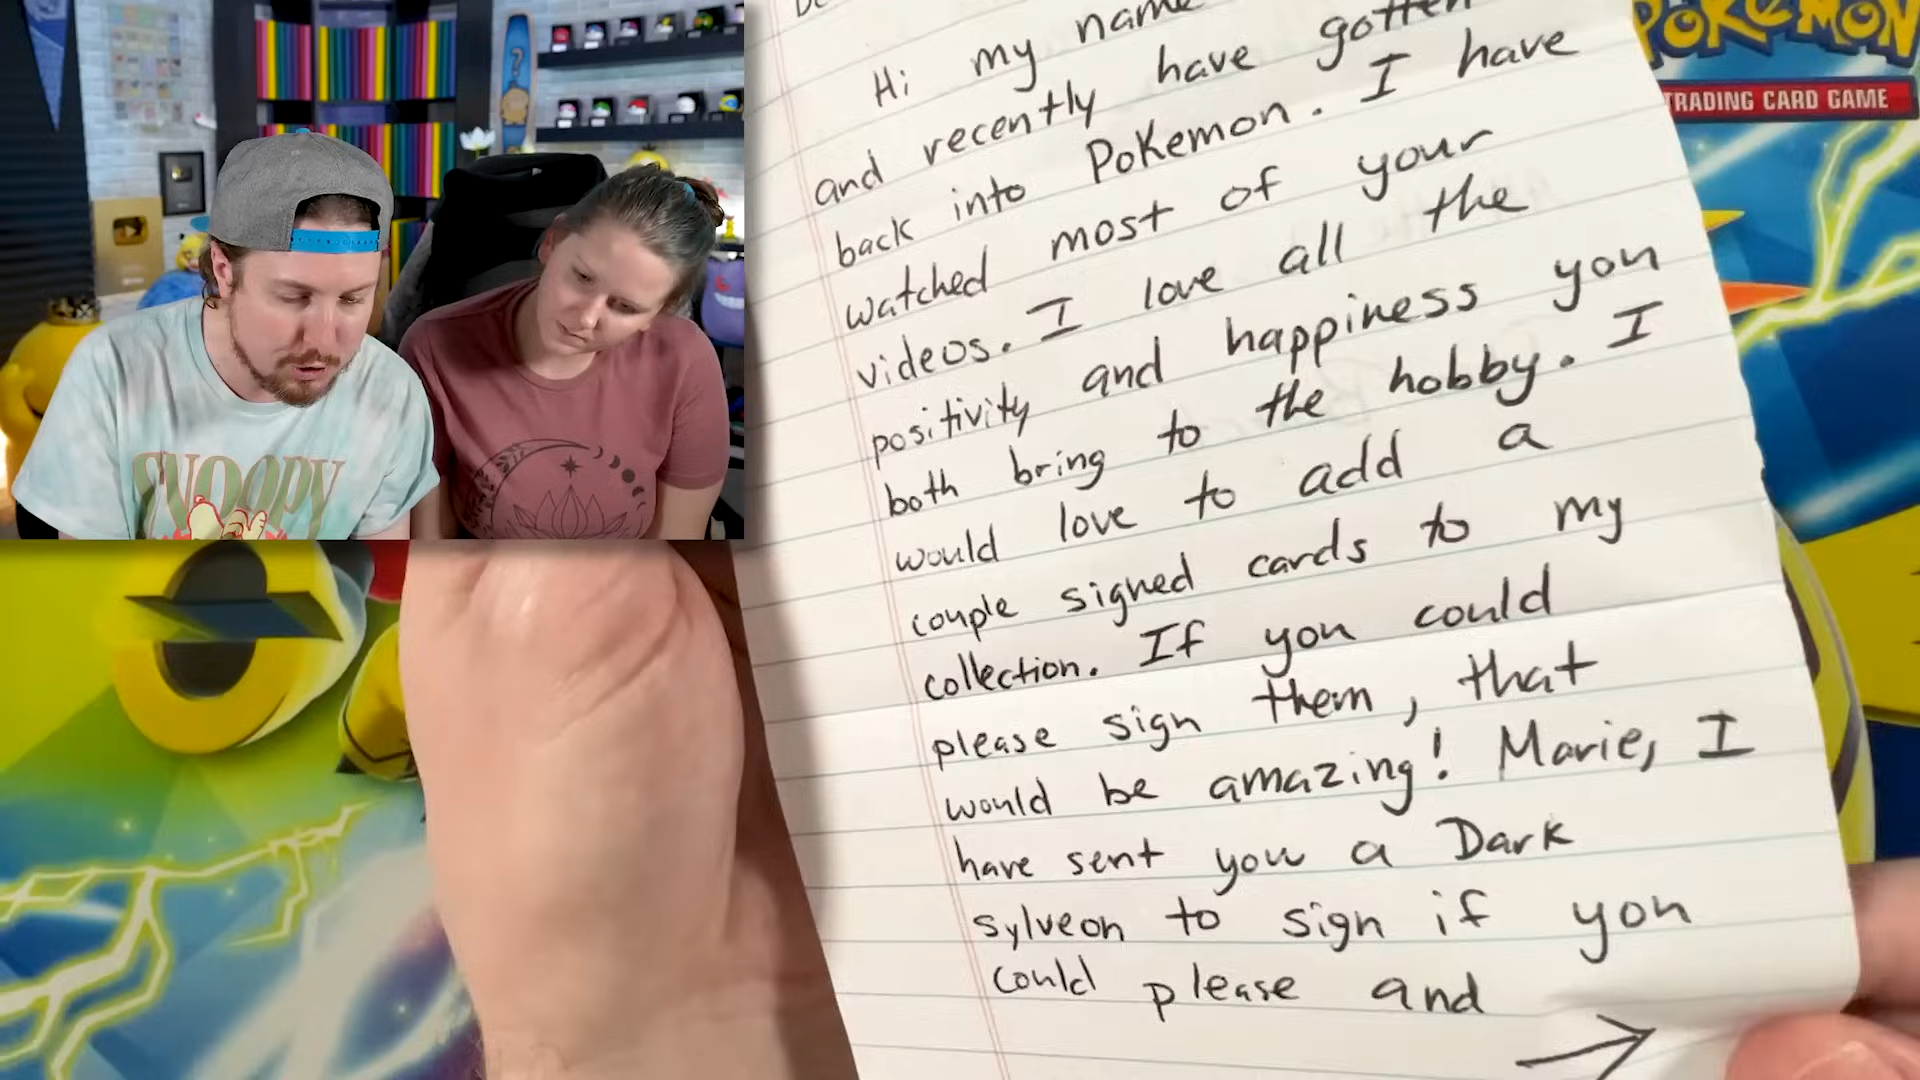 POKÉMON
TRADING CARD GAME
SNOOPY
?
Hi my name
and recently have gotten
back into Pokemon. I have
watched most of your
videos. I love all the
positivity and happiness you
both bring to the hobby. I
would love to add a
couple signed cards to my
collection. If you could
please sign them, that
would be amazing! Marie, I
have sent you a Dark
sylveon to sign if you
could please and